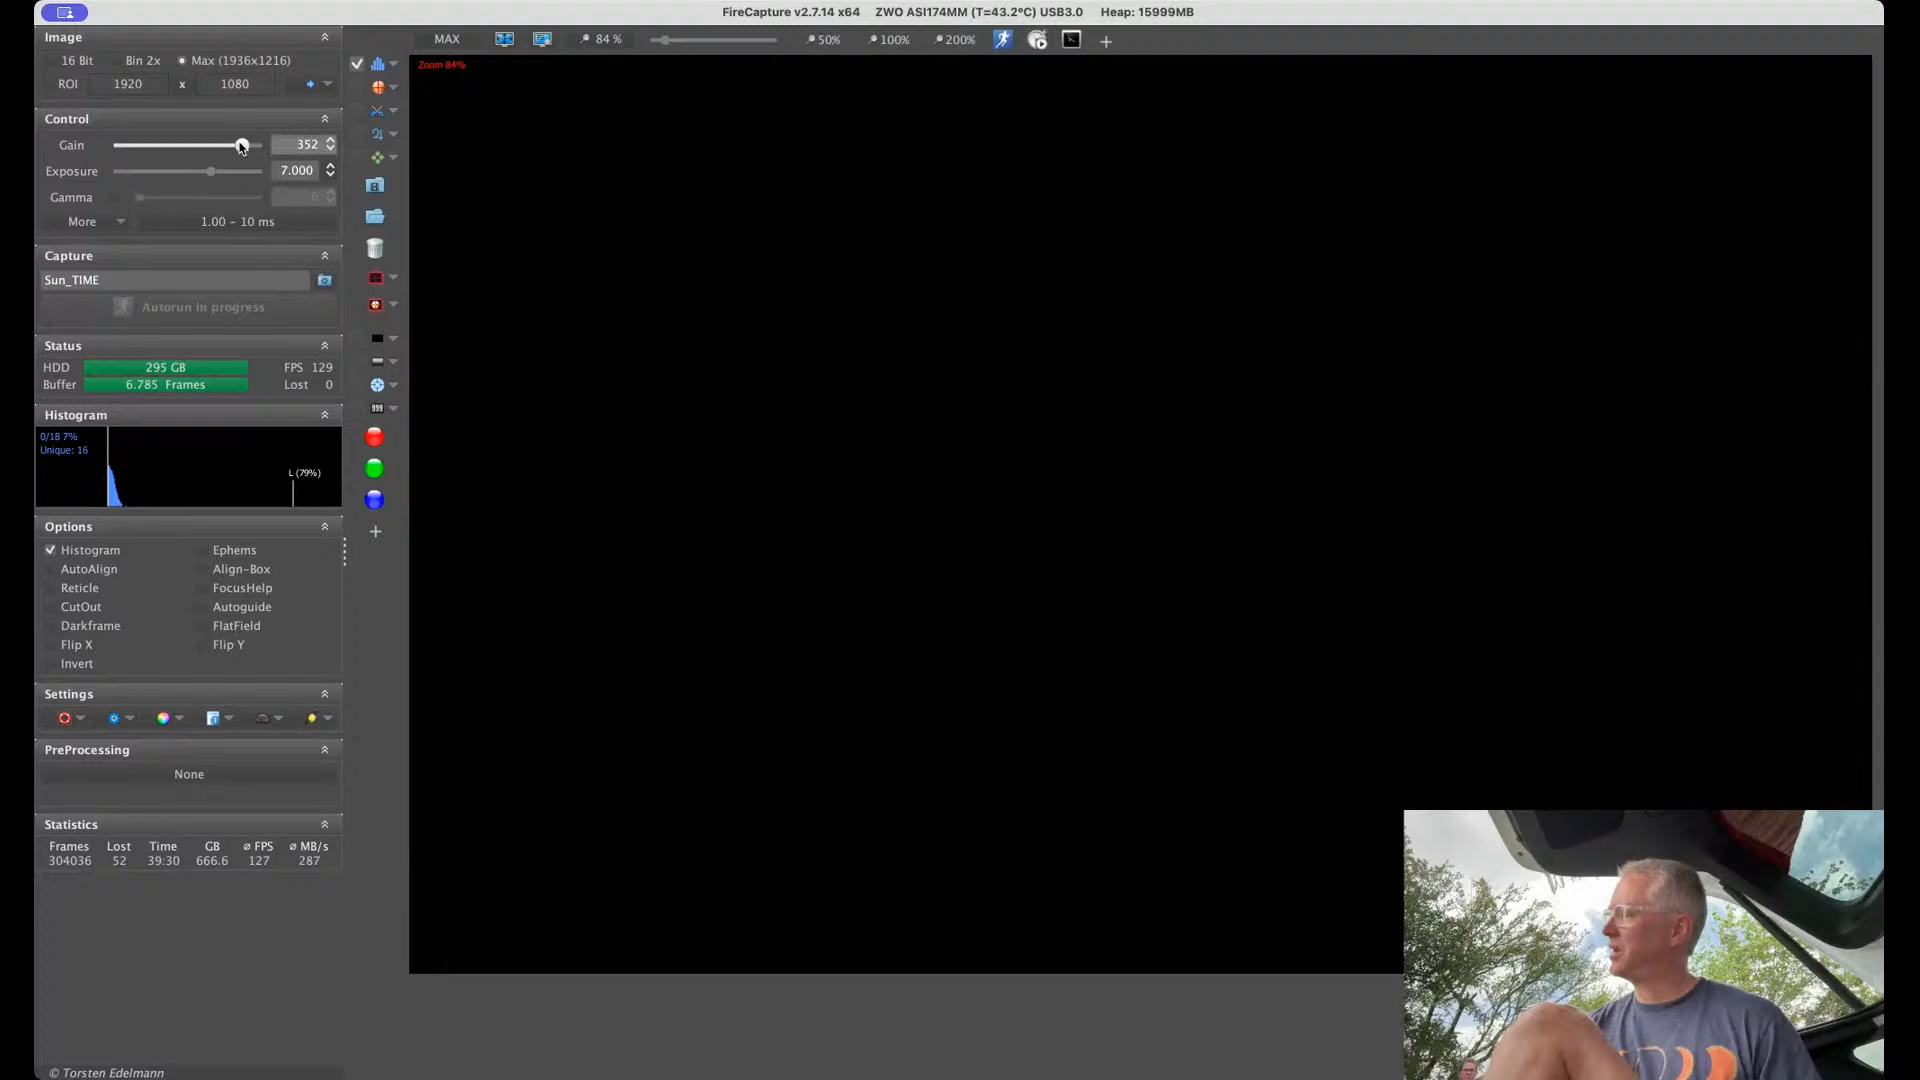 FireCapture v2.7.14 x64 ZWO ASI174MM (T=43.2°C) USB3.0 Heap: 15999MB
Image
16 Bit Bin 2x Max (1936x1216)
ROI 1920 x 1080
Control
Gain 352
Exposure 7.000
Gamma
More 1.00 - 10 ms
Capture
Sun_TIME
Autorun in progress
Status
HDD 295 GB FPS 129
Buffer 6.785 Frames Lost 0
Histogram
0/18 7%
Unique: 16
L (79%)
Options
Histogram Ephems
AutoAlign Align-Box
Reticle FocusHelp
CutOut Autoguide
Darkframe FlatField
Flip X Flip Y
Invert
Settings
PreProcessing
None
Statistics
Frames Lost Time GB ø FPS ø MB/s
304036 52 39:30 666.6 127 287
© Torsten Edelmann
MAX 84 % 50% 100% 200%
Zoom 84%
999